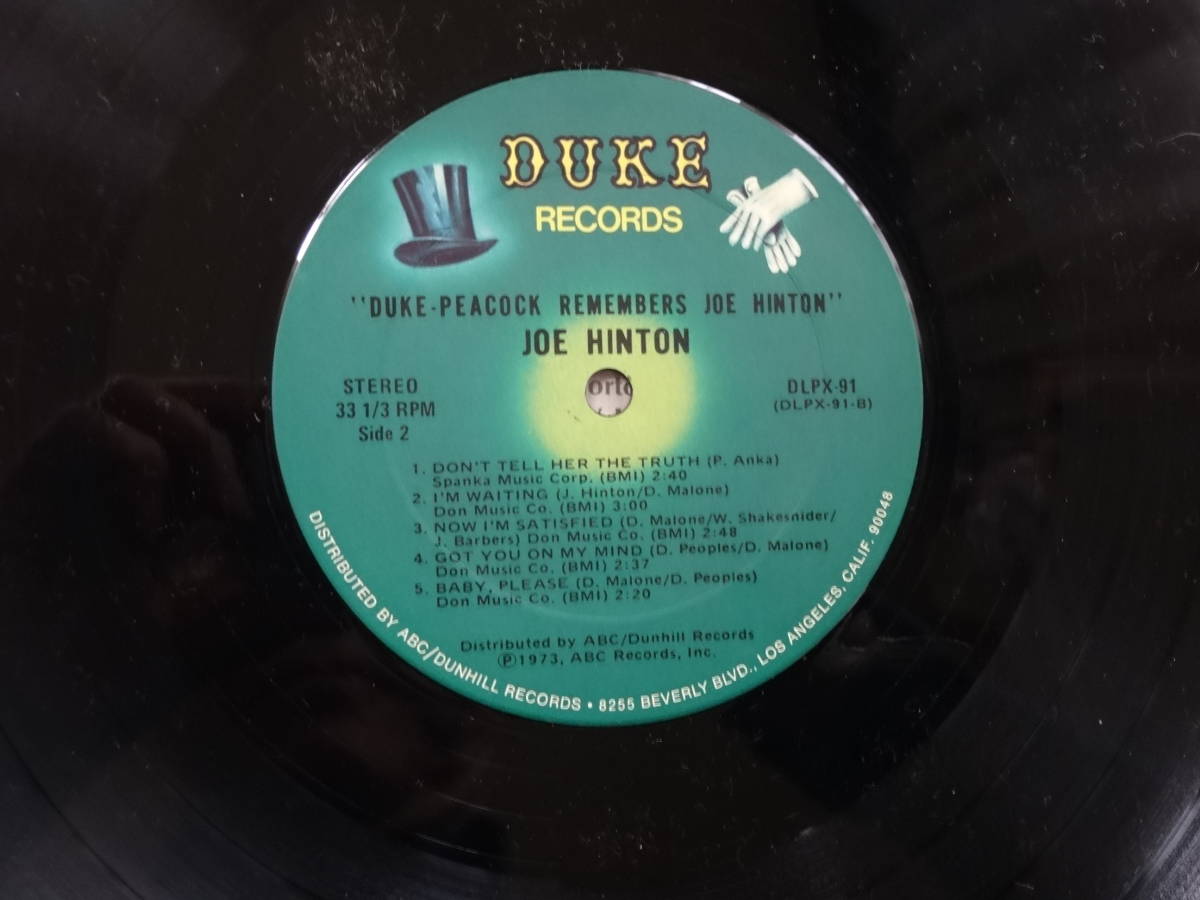 DUKE
RECORDS
"DUKE-PEACOCK REMEMBERS JOE HINTON"
JOE HINTON
STEREO
33 1/3 RPM
Side 2
DLPX-91
(DLPX-91-B)
1. DON'T TELL HER THE TRUTH (P. Anka)
Spanka Music Corp. (BMI) 2:40
2. I'M WAITING (J. Hinton/D. Malone)
Don Music Co. (BMI) 3:00
3. NOW I'M SATISFIED (D. Malone/W. Shakesnider/
J. Barbers) Don Music Co. (BMI) 2:48
4. GOT YOU ON MY MIND (D. Peoples/D. Malone)
Don Music Co. (BMI) 2:37
5. BABY, PLEASE (D. Malone/D. Peoples)
Don Music Co. (BMI) 2:20
Distributed by ABC/Dunhill Records
Ⓟ1973, ABC Records, Inc.
DISTRIBUTED BY ABC/DUNHILL RECORDS • 8255 BEVERLY BLVD., LOS ANGELES, CALIF. 90048